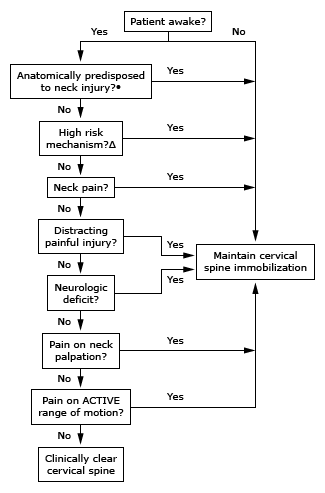 Patient awake?
Yes
No
Anatomically predisposed
to neck injury?•
Yes
No
High risk
mechanism?Δ
Yes
No
Neck pain?
Yes
No
Distracting
painful injury?
Yes
Maintain cervical
spine immobilization
No
Neurologic
deficit?
Yes
No
Pain on neck
palpation?
Yes
No
Pain on ACTIVE
range of motion?
Yes
No
Clinically clear
cervical spine